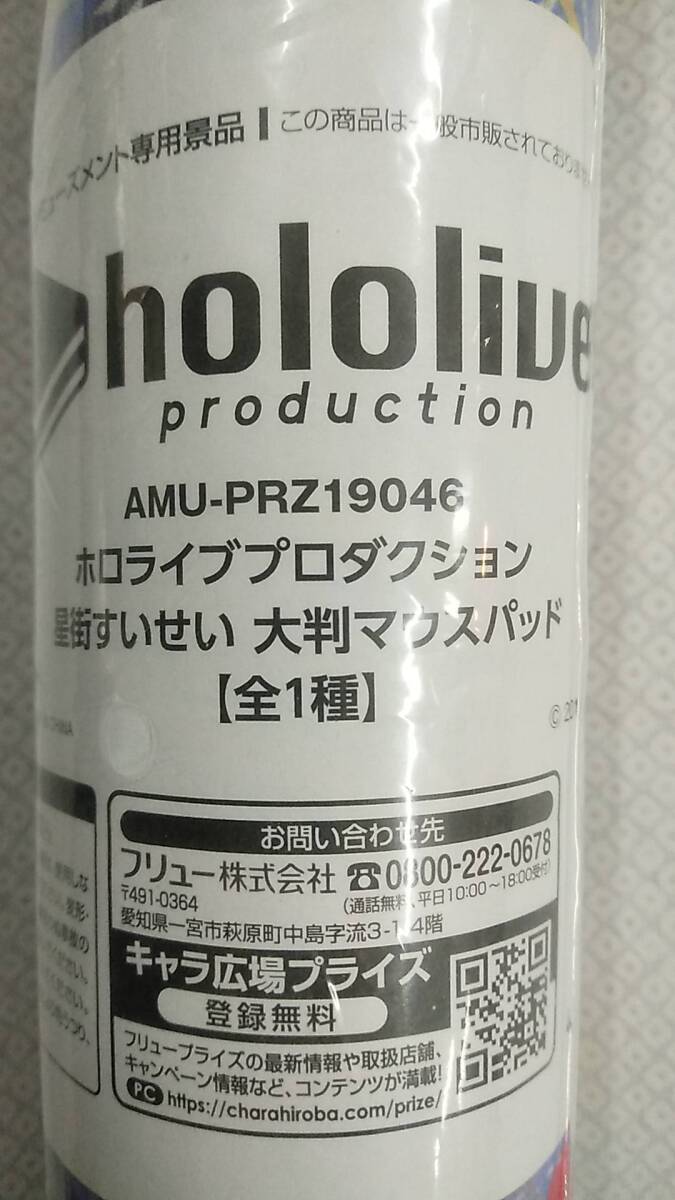 ューズメント専用景品 この商品は一般市販されておりません
hololive
production
AMU-PRZ19046
ホロライブプロダクション
星街すいせい 大判マウスパッド
【全1種】
CHINA
© 201
お問い合わせ先
フリュー株式会社 ☎0800-222-0678
〒491-0364 (通話無料、平日10:00～18:00受付)
愛知県一宮市萩原町中島字流3-1 4階
キャラ広場プライズ
登録無料
フリュープライズの最新情報や取扱店舗、
キャンペーン情報など、コンテンツが満載!
PC https://charahiroba.com/prize/